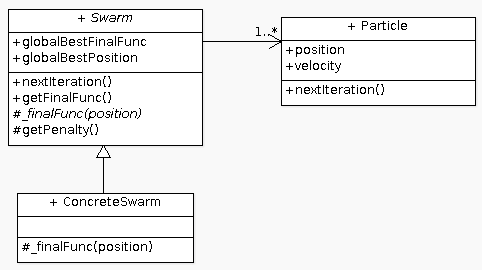 + Swarm
+globalBestFinalFunc
+globalBestPosition
+nextIteration()
+getFinalFunc()
#_finalFunc(position)
#getPenalty()
1..*
+ Particle
+position
+velocity
+nextIteration()
+ ConcreteSwarm
#_finalFunc(position)